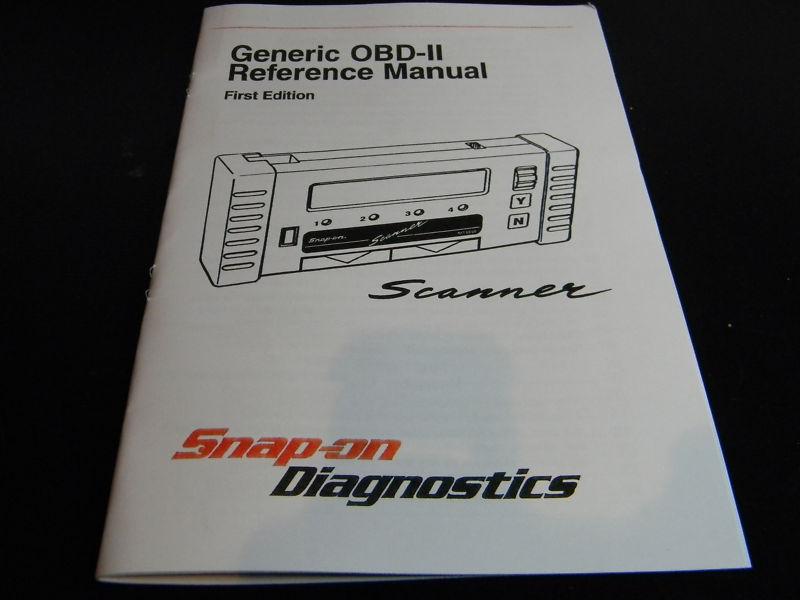 Generic OBD-II
Reference Manual
First Edition
1 2 3 4
Y
N
Snap-on Scanner
Scanner
Snap-on
Diagnostics